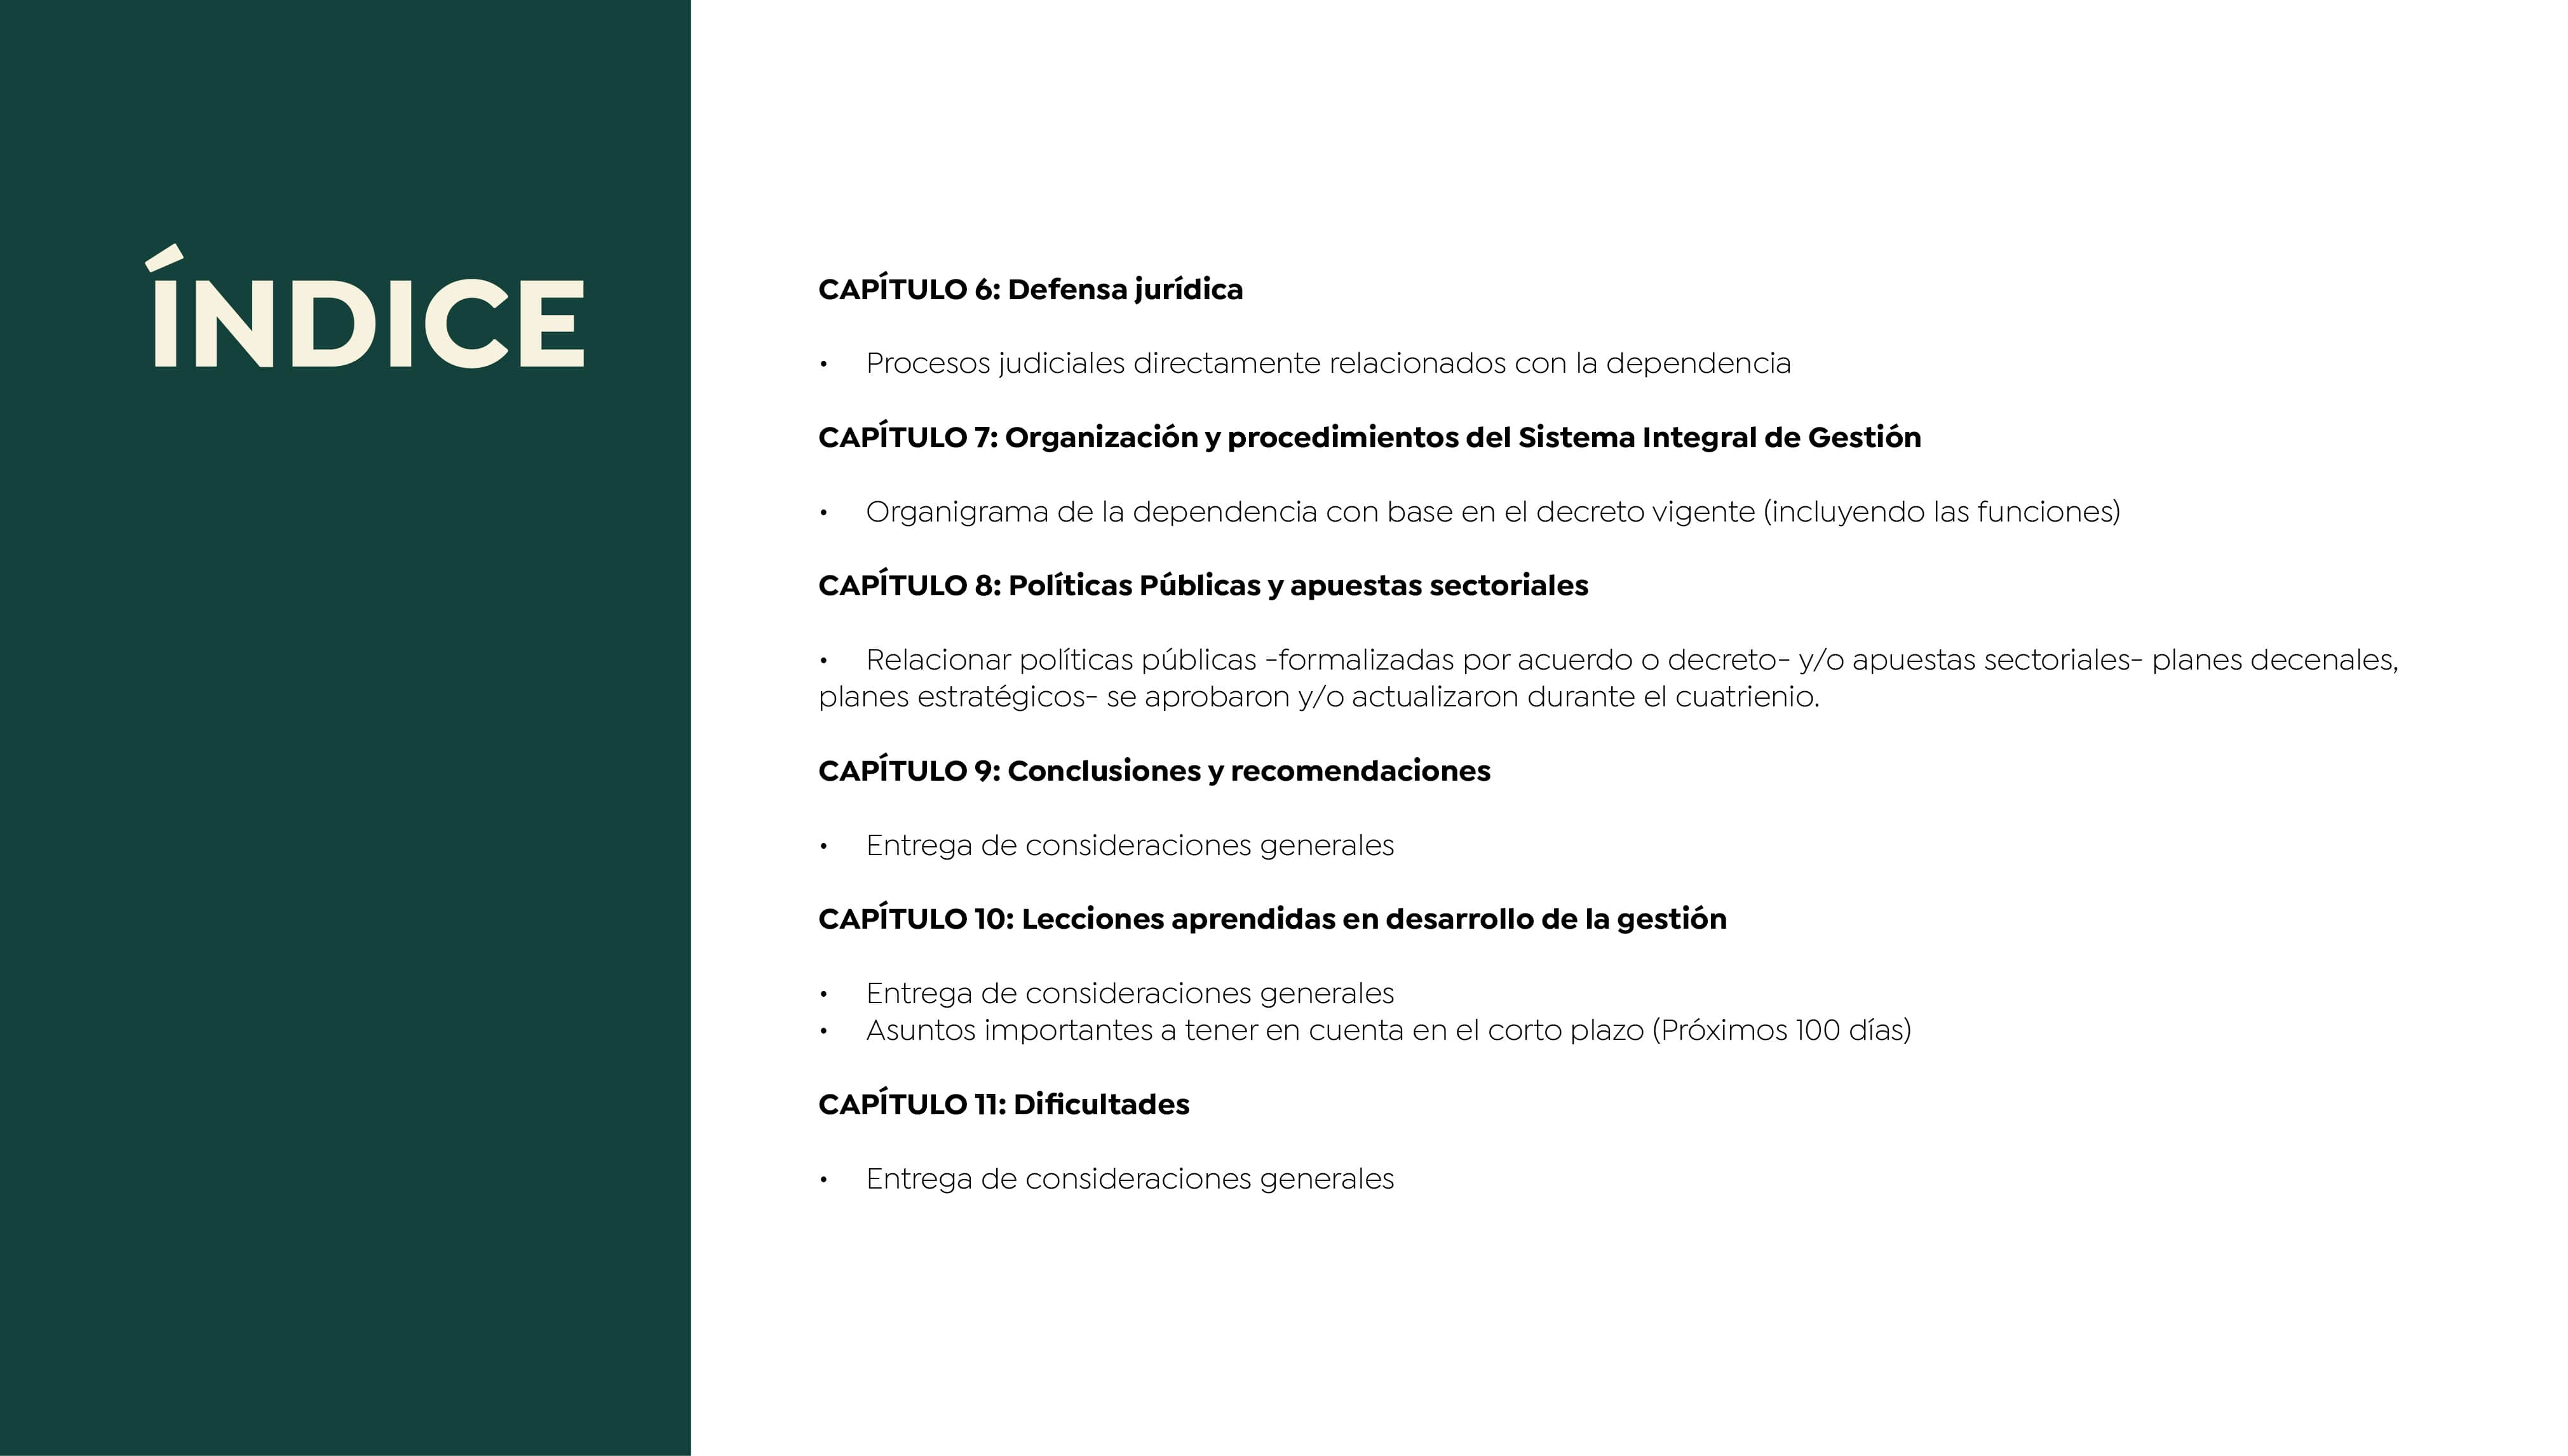 ÍNDICE
CAPÍTULO 6: Defensa jurídica
• Procesos judiciales directamente relacionados con la dependencia
CAPÍTULO 7: Organización y procedimientos del Sistema Integral de Gestión
• Organigrama de la dependencia con base en el decreto vigente (incluyendo las funciones)
CAPÍTULO 8: Políticas Públicas y apuestas sectoriales
• Relacionar políticas públicas -formalizadas por acuerdo o decreto- y/o apuestas sectoriales- planes decenales,
planes estratégicos- se aprobaron y/o actualizaron durante el cuatrienio.
CAPÍTULO 9: Conclusiones y recomendaciones
• Entrega de consideraciones generales
CAPÍTULO 10: Lecciones aprendidas en desarrollo de la gestión
• Entrega de consideraciones generales
• Asuntos importantes a tener en cuenta en el corto plazo (Próximos 100 días)
CAPÍTULO 11: Dificultades
• Entrega de consideraciones generales